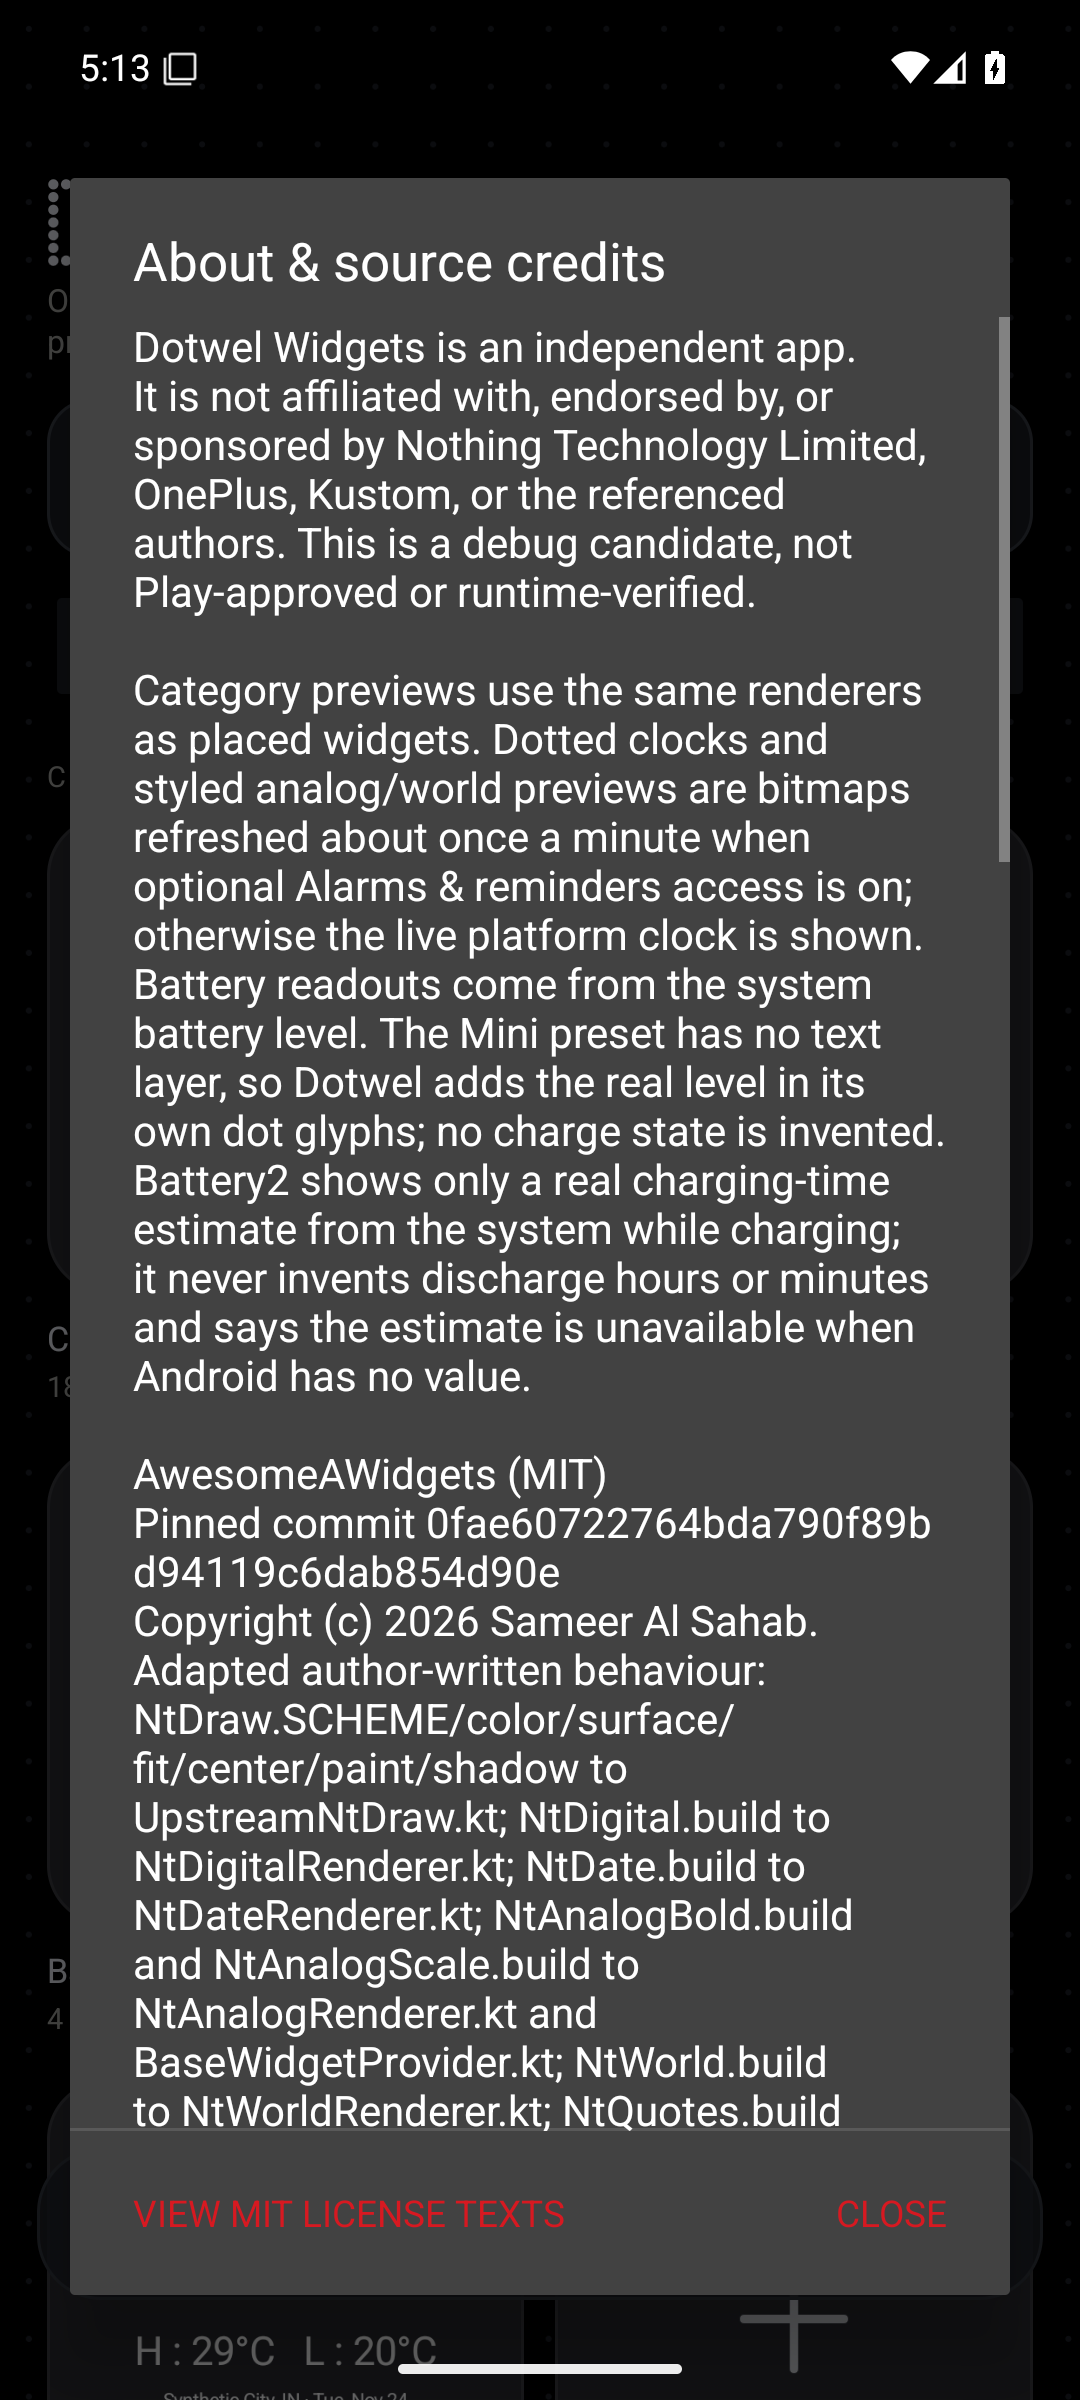 5:13
About & source credits
Dotwel Widgets is an independent app.
It is not affiliated with, endorsed by, or
sponsored by Nothing Technology Limited,
OnePlus, Kustom, or the referenced
authors. This is a debug candidate, not
Play-approved or runtime-verified.
Category previews use the same renderers
as placed widgets. Dotted clocks and
styled analog/world previews are bitmaps
refreshed about once a minute when
optional Alarms & reminders access is on;
otherwise the live platform clock is shown.
Battery readouts come from the system
battery level. The Mini preset has no text
layer, so Dotwel adds the real level in its
own dot glyphs; no charge state is invented.
Battery2 shows only a real charging-time
estimate from the system while charging;
it never invents discharge hours or minutes
and says the estimate is unavailable when
Android has no value.
AwesomeAWidgets (MIT)
Pinned commit 0fae60722764bda790f89b
d94119c6dab854d90e
Copyright (c) 2026 Sameer Al Sahab.
Adapted author-written behaviour:
NtDraw.SCHEME/color/surface/
fit/center/paint/shadow to
UpstreamNtDraw.kt; NtDigital.build to
NtDigitalRenderer.kt; NtDate.build to
NtDateRenderer.kt; NtAnalogBold.build
and NtAnalogScale.build to
NtAnalogRenderer.kt and
BaseWidgetProvider.kt; NtWorld.build
to NtWorldRenderer.kt; NtQuotes.build
VIEW MIT LICENSE TEXTS CLOSE
H : 29°C L : 20°C
Synthetic City, IN · Tue, Nov 24